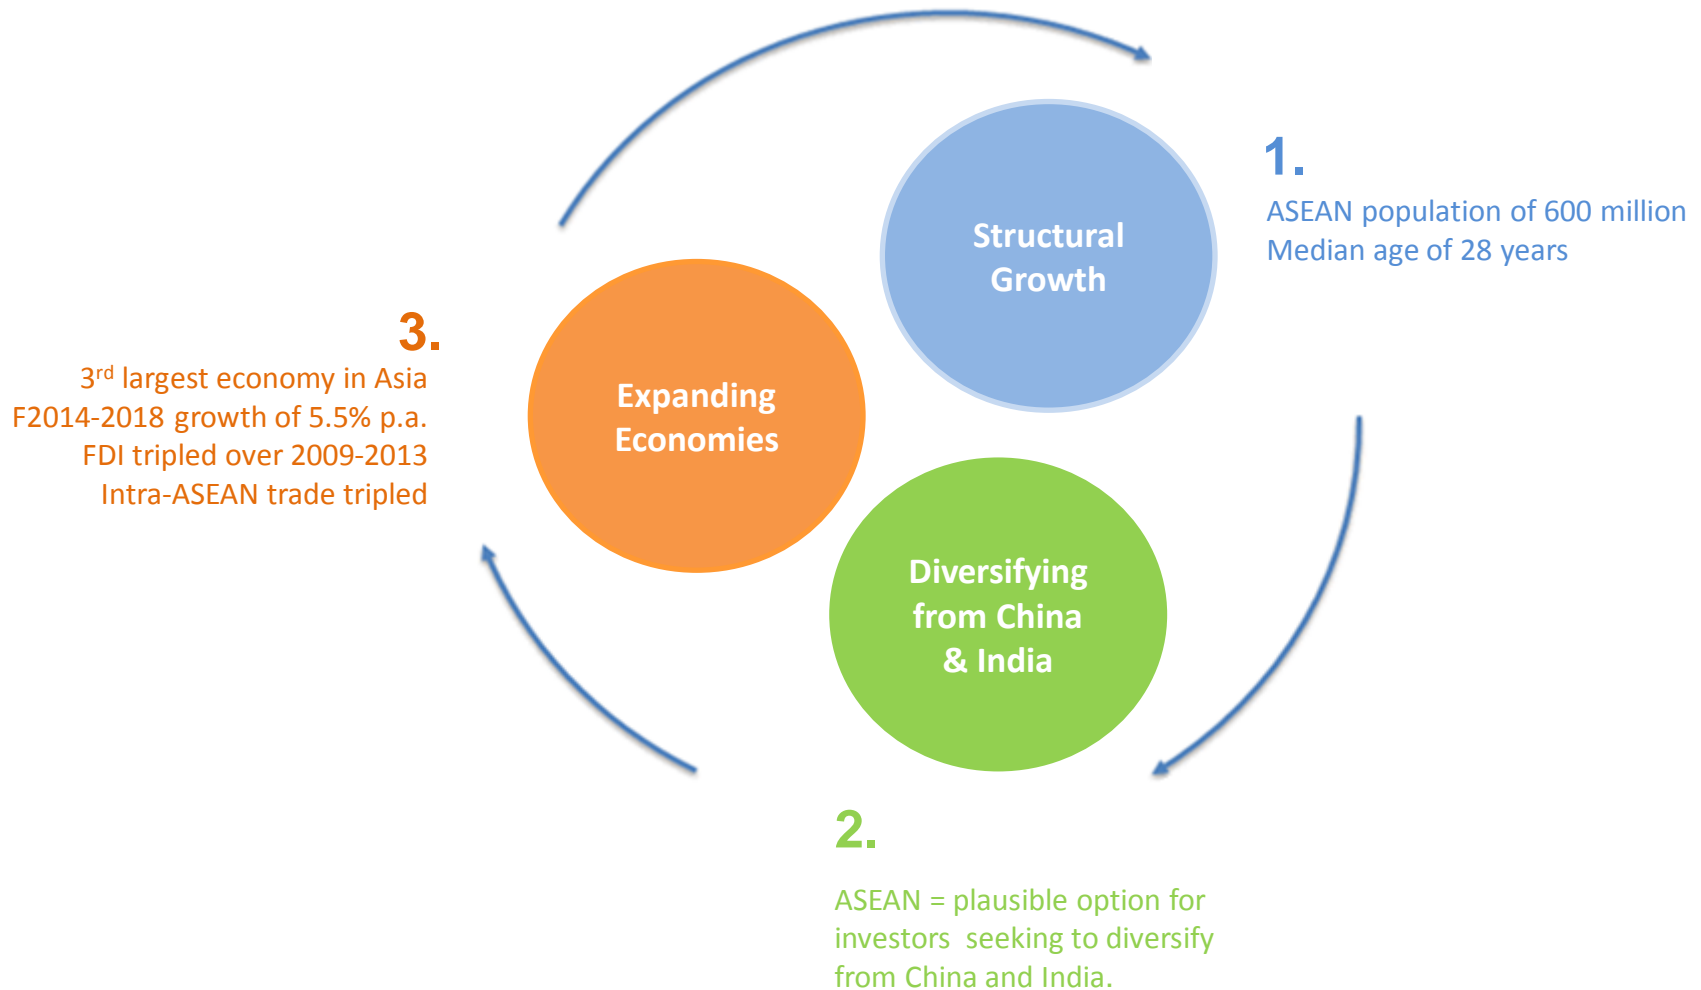 1.
ASEAN population of 600 million
Median age of 28 years
Structural
Growth
3.
3rd largest economy in Asia
F2014-2018 growth of 5.5% p.a.
FDI tripled over 2009-2013
Intra-ASEAN trade tripled
Expanding
Economies
Diversifying
from China
& India
2.
ASEAN = plausible option for
investors  seeking to diversify
from China and India.